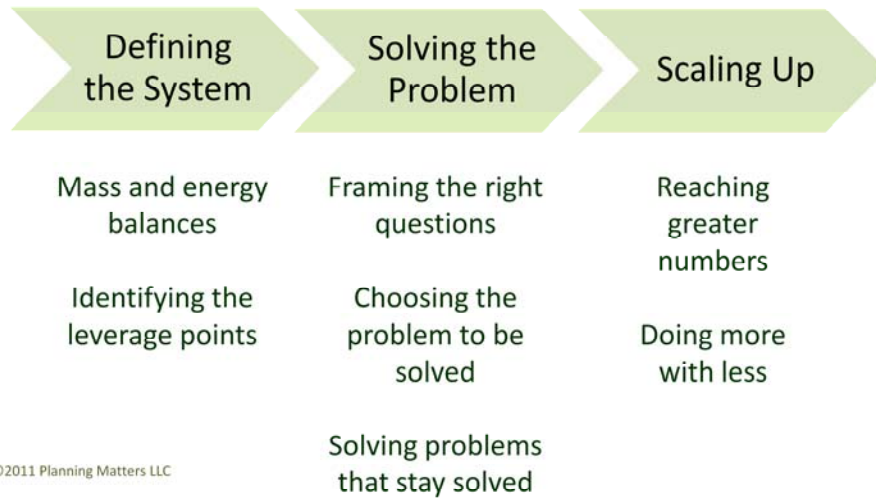 Defining
the System
Solving the
Problem
Scaling Up
Mass and energy
balances
Identifying the
leverage points
Framing the right
questions
Choosing the
problem to be
solved
Solving problems
that stay solved
Reaching
greater
numbers
Doing more
with less
©2011 Planning Matters LLC